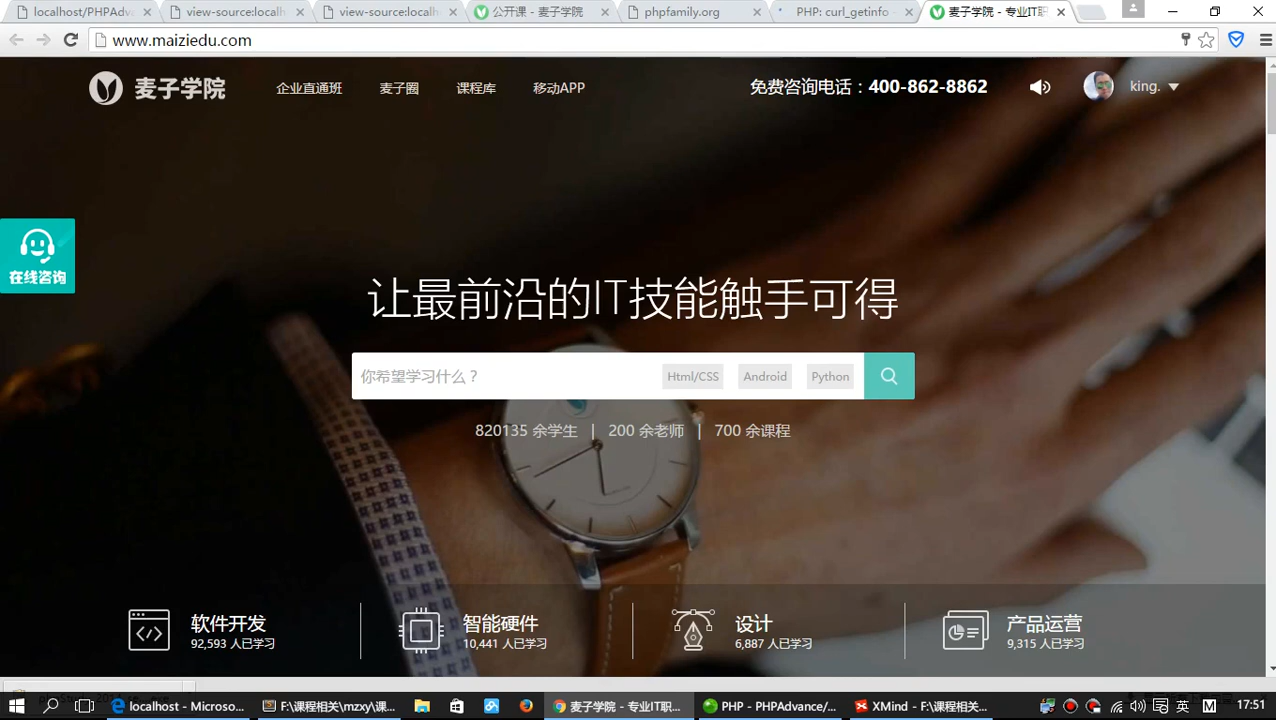 localhost/PHPAdv
view-source:localh
view-source:localh
公开课 - 麦子学院
phpfamily.org
PHP: curl_getinfo
麦子学院 - 专业IT职
www.maiziedu.com
麦子学院
企业直通班
麦子圈
课程库
移动APP
免费咨询电话：400-862-8862
king.
在线咨询
让最前沿的IT技能触手可得
你希望学习什么？
Html/CSS
Android
Python
820135 余学生 | 200 余老师 | 700 余课程
软件开发
92,593 人已学习
智能硬件
10,441 人已学习
设计
6,887 人已学习
产品运营
9,315 人已学习
localhost - Microso...
F:\课程相关\mzxy\课...
麦子学院 - 专业IT职...
PHP - PHPAdvance/...
XMind - F:\课程相关...
英
M
17:51